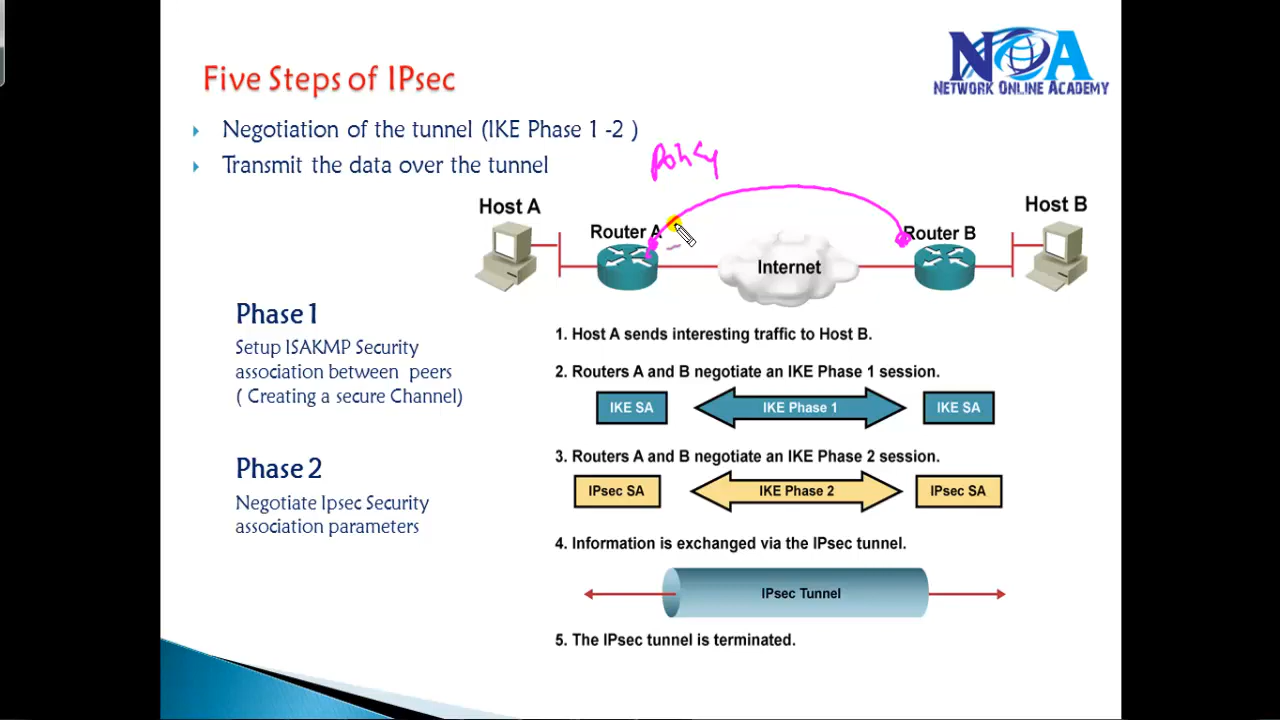 NOA
NETWORK ONLINE ACADEMY
Five Steps of IPsec
Negotiation of the tunnel (IKE Phase 1 -2 )
Transmit the data over the tunnel
Policy
Host A
Host B
Router A
Router B
Internet
Phase 1
Setup ISAKMP Security
association between peers
( Creating a secure Channel)
Phase 2
Negotiate Ipsec Security
association parameters
1. Host A sends interesting traffic to Host B.
2. Routers A and B negotiate an IKE Phase 1 session.
IKE SA
IKE Phase 1
IKE SA
3. Routers A and B negotiate an IKE Phase 2 session.
IPsec SA
IKE Phase 2
IPsec SA
4. Information is exchanged via the IPsec tunnel.
IPsec Tunnel
5. The IPsec tunnel is terminated.